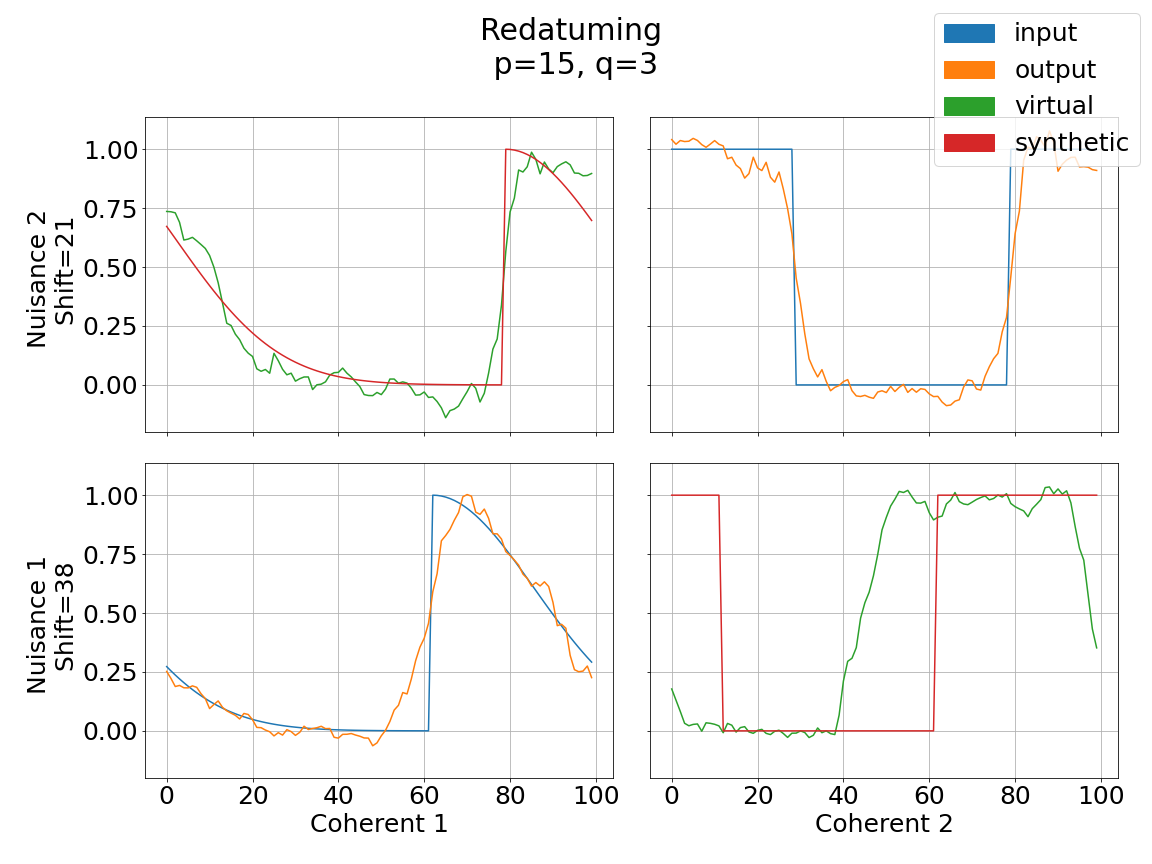 Redatuming
p=15, q=3
input
output
virtual
synthetic
Nuisance 2
Shift=21
1.00
0.75
0.50
0.25
0.00
Nuisance 1
Shift=38
1.00
0.75
0.50
0.25
0.00
0 20 40 60 80 100
0 20 40 60 80 100
Coherent 1
Coherent 2